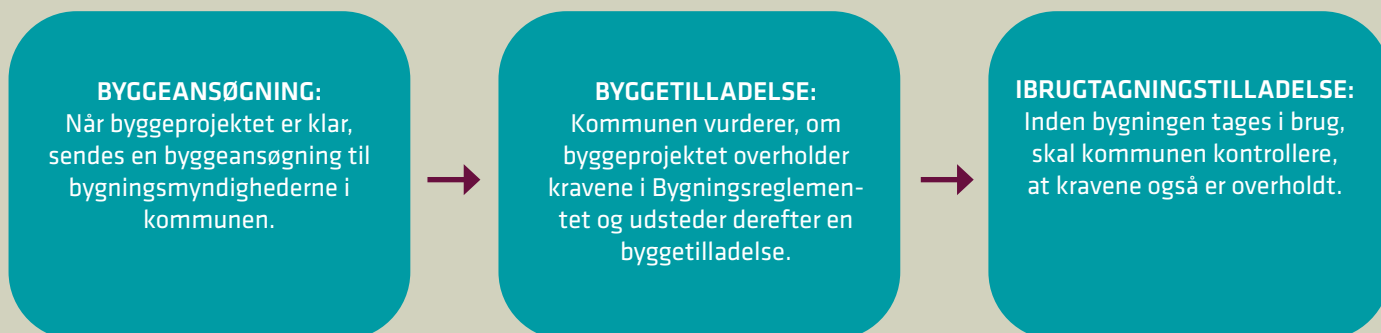 BYGGEANSØGNING:
Når byggeprojektet er klar,
sendes en byggeansøgning til
bygningsmyndighederne i
kommunen.
BYGGETILLADELSE:
Kommunen vurderer, om
byggeprojektet overholder
kravene i Bygningsreglemen-
tet og udsteder derefter en
byggetilladelse.
IBRUGTAGNINGSTILLADELSE:
Inden bygningen tages i brug,
skal kommunen kontrollere,
at kravene også er overholdt.